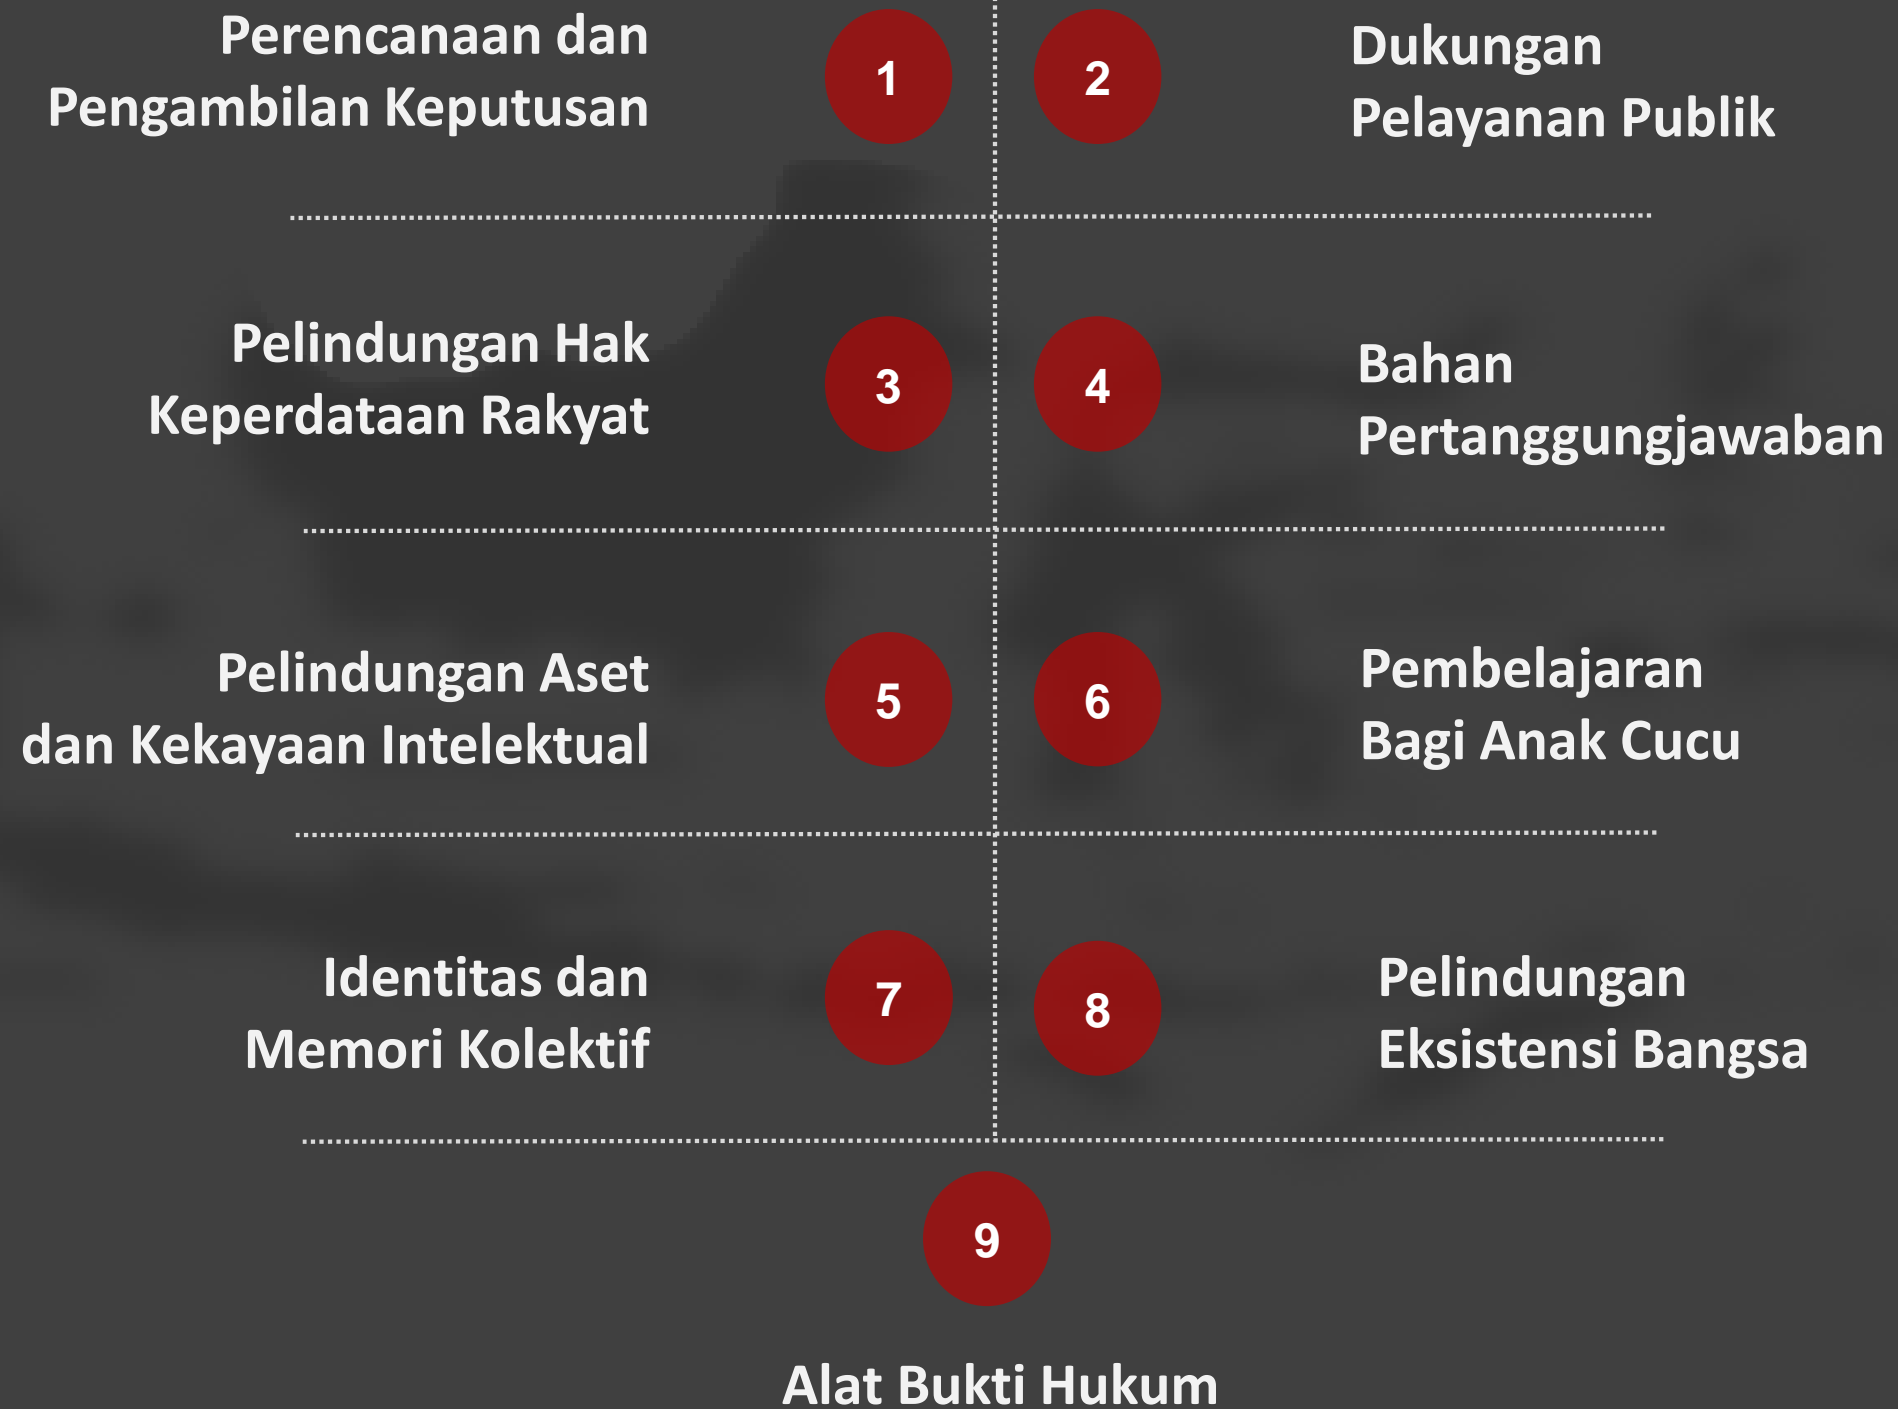 Perencanaan dan
Pengambilan Keputusan
1
2
Dukungan
Pelayanan Publik
Pelindungan Hak
Keperdataan Rakyat
3
4
Bahan
Pertanggungjawaban
Pelindungan Aset
dan Kekayaan Intelektual
5
6
Pembelajaran
Bagi Anak Cucu
Identitas dan
Memori Kolektif
7
8
Pelindungan
Eksistensi Bangsa
9
Alat Bukti Hukum